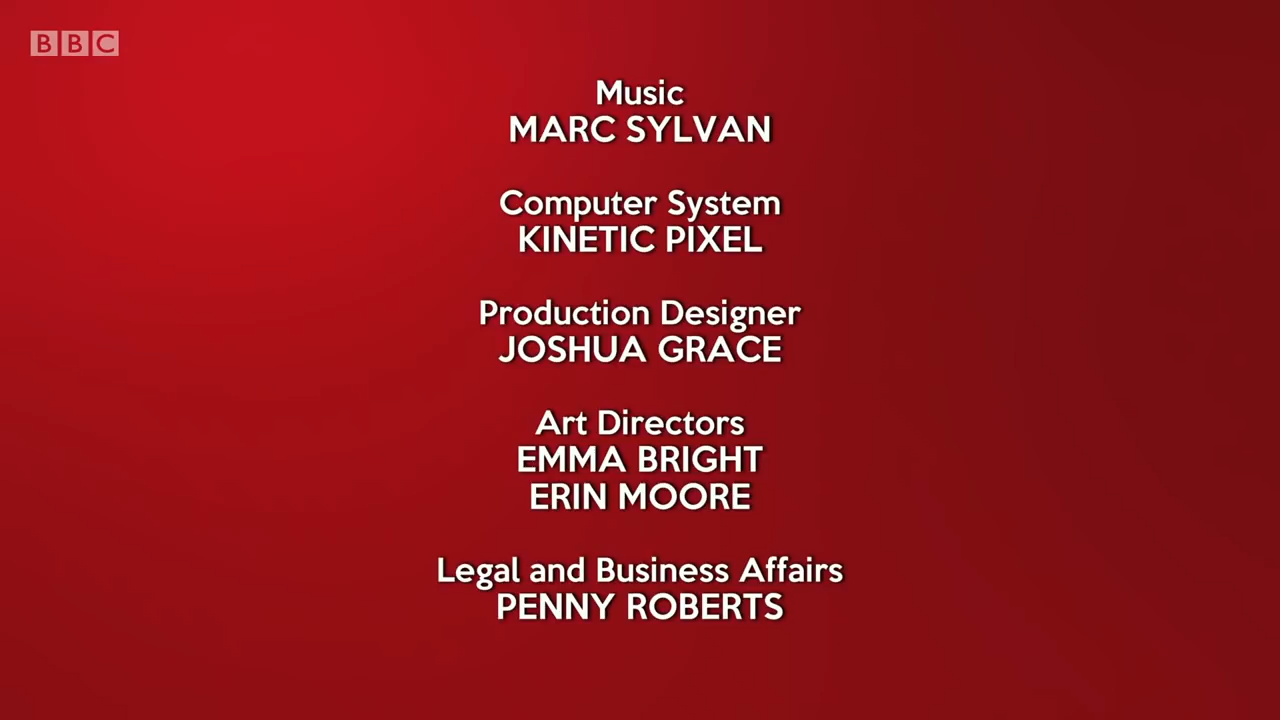 BBC
Music
MARC SYLVAN
Computer System
KINETIC PIXEL
Production Designer
JOSHUA GRACE
Art Directors
EMMA BRIGHT
ERIN MOORE
Legal and Business Affairs
PENNY ROBERTS